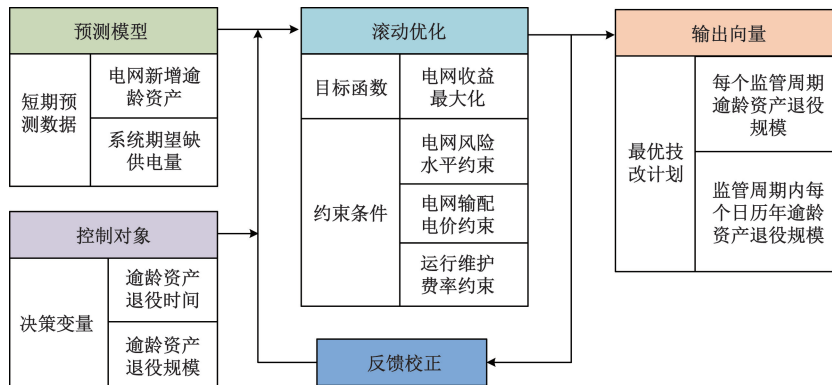 预测模型
短期预
测数据
电网新增逾
龄资产
系统期望缺
供电量
控制对象
决策变量
逾龄资产
退役时间
逾龄资产
退役规模
滚动优化
目标函数
电网收益
最大化
约束条件
电网风险
水平约束
电网输配
电价约束
运行维护
费率约束
反馈校正
输出向量
最优技
改计划
每个监管周期
逾龄资产退役
规模
监管周期内每
个日历年逾龄
资产退役规模